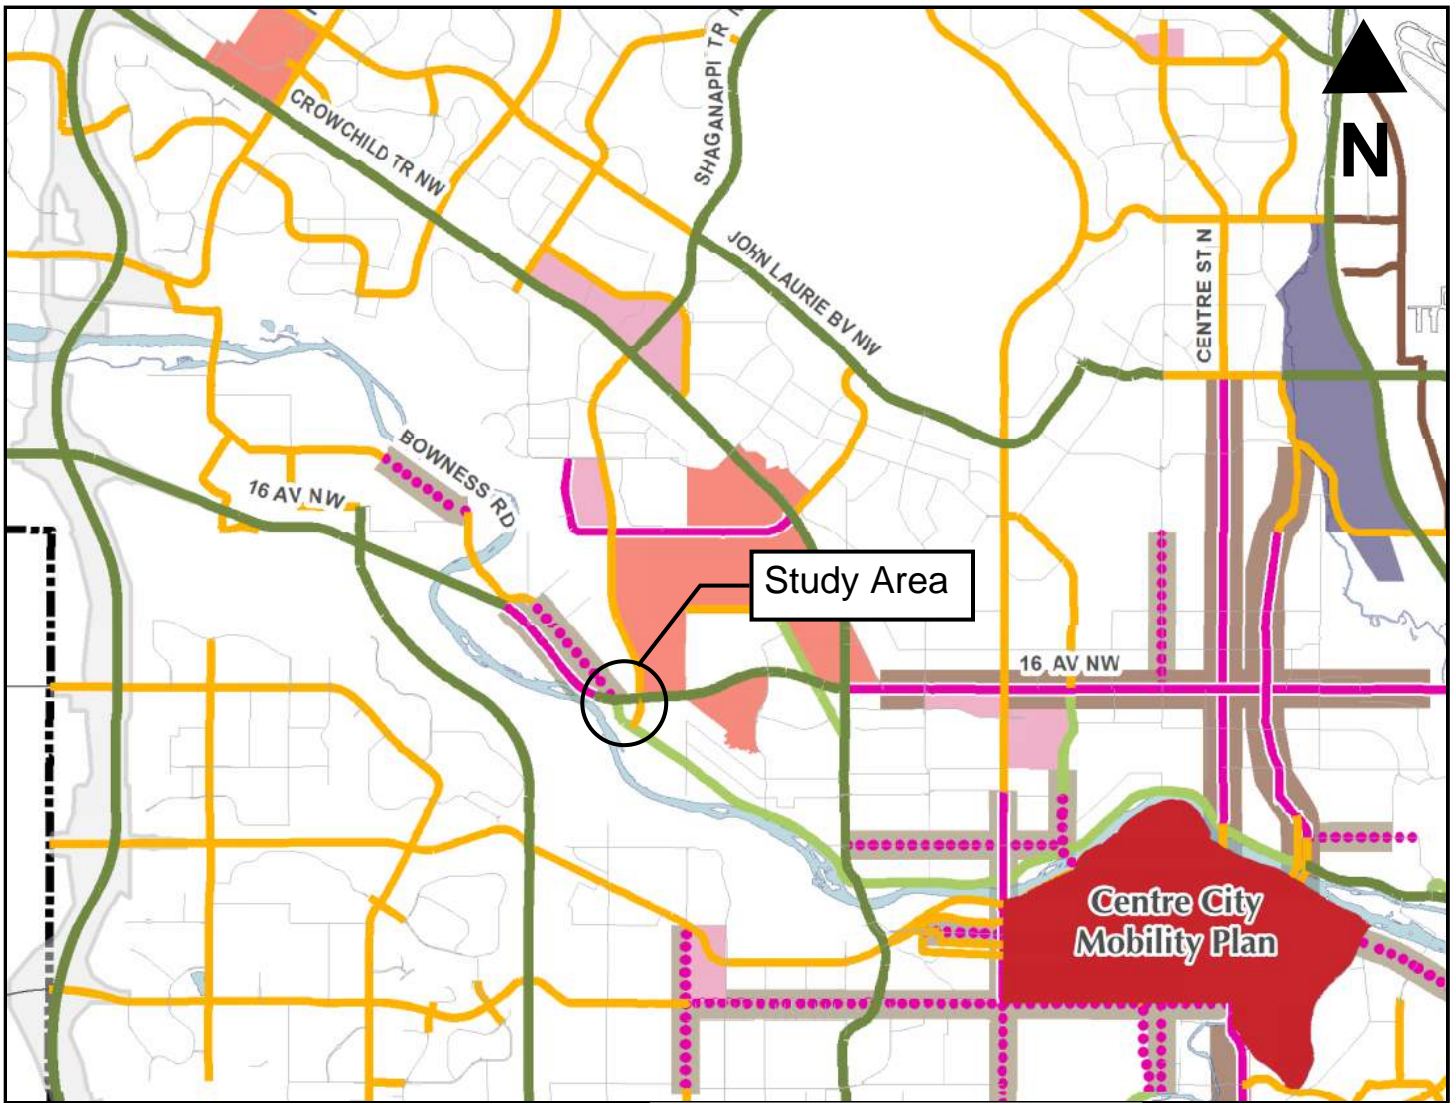 SHAGANAPPI TR
N
CROWCHILD TR NW
JOHN LAURIE BV NW
CENTRE ST N
BOWNESS RD
16 AV NW
Study Area
16 AV NW
Centre City
Mobility Plan